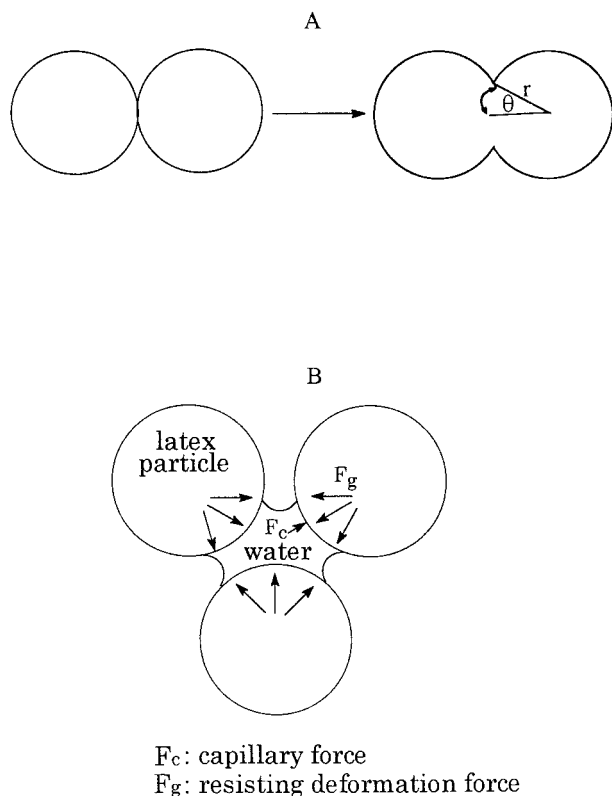 A
r
θ
B
latex
particle
Fg
Fc
water
Fc: capillary force
Fg: resisting deformation force